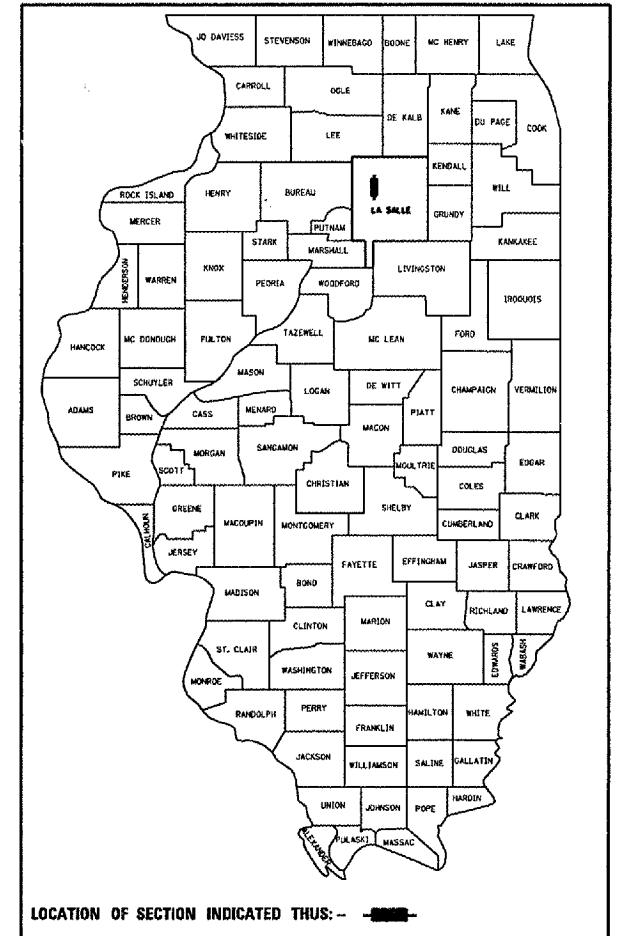 JO DAVIESS STEVENSON WINNEBAGO BOONE MC HENRY LAKE
CARROLL OGLE DE KALB KANE DU PAGE COOK
WHITESIDE LEE KENDALL WILL
ROCK ISLAND HENRY BUREAU LA SALLE GRUNDY
MERCER PUTNAM KANKAKEE
HENDERSON WARREN KNOX STARK MARSHALL LIVINGSTON
PEORIA WOODFORD IROQUOIS
HANCOCK MC DONOUGH FULTON TAZEWELL MC LEAN FORD
SCHUYLER MASON LOGAN DE WITT CHAMPAIGN VERMILION
ADAMS BROWN CASS MENARD MACON PIATT
PIKE SCOTT MORGAN SANGAMON MOULTRIE DOUGLAS EDGAR
CHRISTIAN COLES
CALHOUN GREENE MACOUPIN MONTGOMERY SHELBY CUMBERLAND CLARK
JERSEY FAYETTE EFFINGHAM JASPER CRAWFORD
MADISON BOND CLAY RICHLAND LAWRENCE
CLINTON MARION
ST. CLAIR WASHINGTON JEFFERSON WAYNE EDWARDS WABASH
MONROE
RANDOLPH PERRY FRANKLIN HAMILTON WHITE
JACKSON WILLIAMSON SALINE GALLATIN
UNION JOHNSON POPE HARDIN
ALEXANDER PULASKI MASSAC
LOCATION OF SECTION INDICATED THUS:-